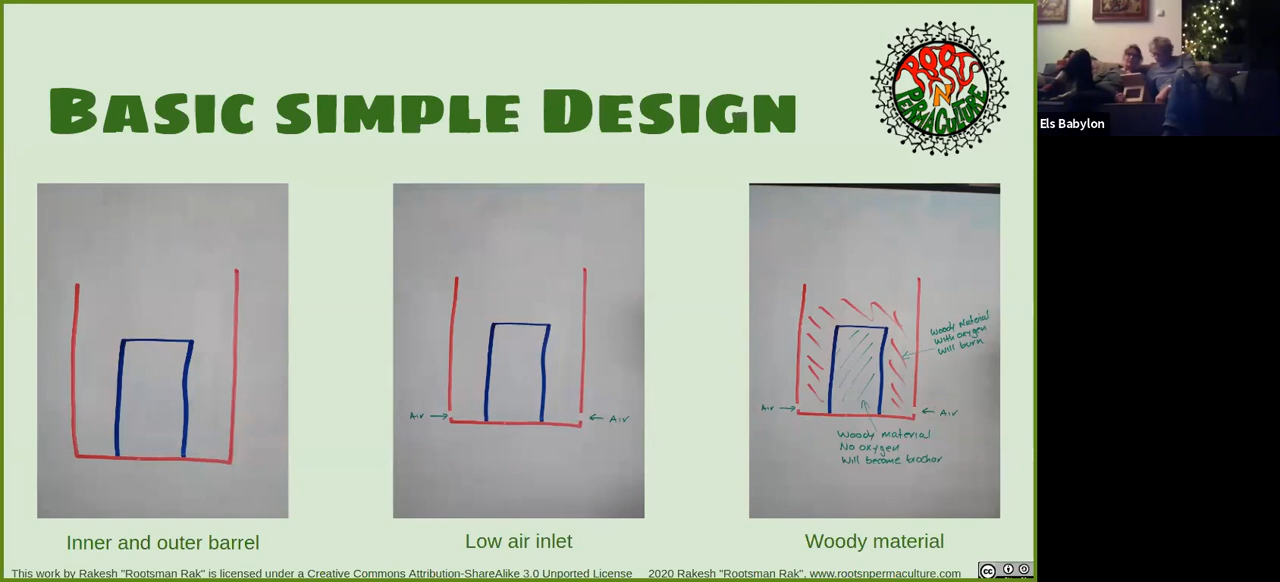 Basic simple Design
ROOTS
N
PERMACULTURE
Els Babylon
Air → ← Air
Woody Material
With oxygen
Will burn
Air → ← Air
Woody material
No oxygen
Will become biochar
Inner and outer barrel
Low air inlet
Woody material
This work by Rakesh "Rootsman Rak" is licensed under a Creative Commons Attribution-ShareAlike 3.0 Unported License 2020 Rakesh "Rootsman Rak", www.rootsnpermaculture.com